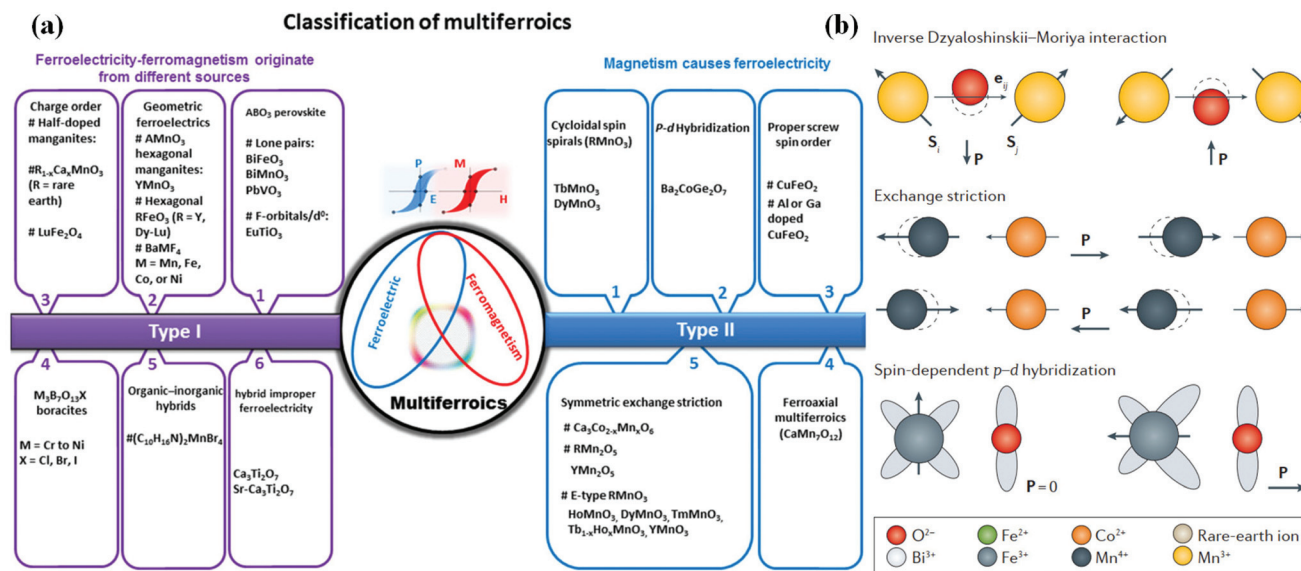 (a)
Classification of multiferroics
Ferroelectricity-ferromagnetism originate
from different sources
Magnetism causes ferroelectricity
Charge order
# Half-doped
manganites:
#R₁₋ₓCaₓMnO₃
(R = rare
earth)
# LuFe₂O₄
3
Geometric
ferroelectrics
# AMnO₃
hexagonal
manganites:
YMnO₃
# Hexagonal
RFeO₃ (R = Y,
Dy-Lu)
# BaMF₄
M = Mn, Fe,
Co, or Ni
2
ABO₃ perovskite
# Lone pairs:
BiFeO₃
BiMnO₃
PbVO₃
# F-orbitals/d⁰:
EuTiO₃
1
P
E
M
H
Cycloidal spin
spirals (RMnO₃)
TbMnO₃
DyMnO₃
1
P-d Hybridization
Ba₂CoGe₂O₇
2
Proper screw
spin order
# CuFeO₂
# Al or Ga
doped
CuFeO₂
3
Type I
Ferroelectric
Ferromagnetism
Multiferroics
Type II
4
M₃B₇O₁₃X
boracites
M = Cr to Ni
X = Cl, Br, I
5
Organic–inorganic
hybrids
#(C₁₀H₁₆N)₂MnBr₄
6
hybrid improper
ferroelectricity
Ca₃Ti₂O₇
Sr-Ca₃Ti₂O₇
5
Symmetric exchange striction
# Ca₃Co₂₋ₓMnₓO₆
# RMn₂O₅
YMn₂O₅
# E-type RMnO₃
HoMnO₃, DyMnO₃, TmMnO₃,
Tb₁₋ₓHoₓMnO₃, YMnO₃
4
Ferroaxial
multiferroics
(CaMn₇O₁₂)
(b)
Inverse Dzyaloshinskii–Moriya interaction
eᵢⱼ
Sᵢ
P
Sⱼ
P
Exchange striction
P
P
Spin-dependent p–d hybridization
P = 0
P
O²⁻
Fe²⁺
Co²⁺
Rare-earth ion
Bi³⁺
Fe³⁺
Mn⁴⁺
Mn³⁺